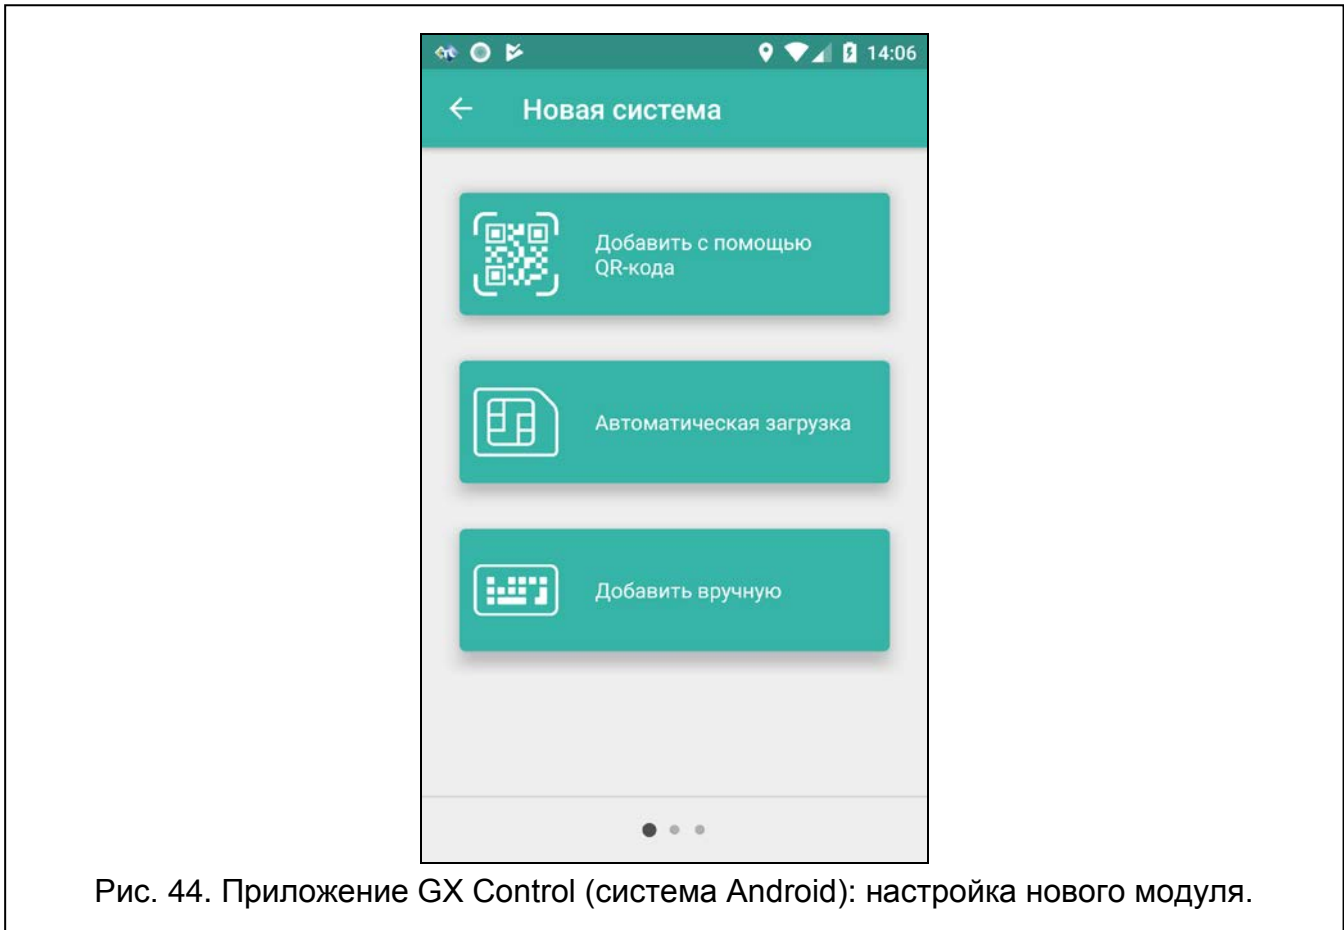 14:06
Новая система
Добавить с помощью
QR-кода
Автоматическая загрузка
Добавить вручную
Рис. 44. Приложение GX Control (система Android): настройка нового модуля.